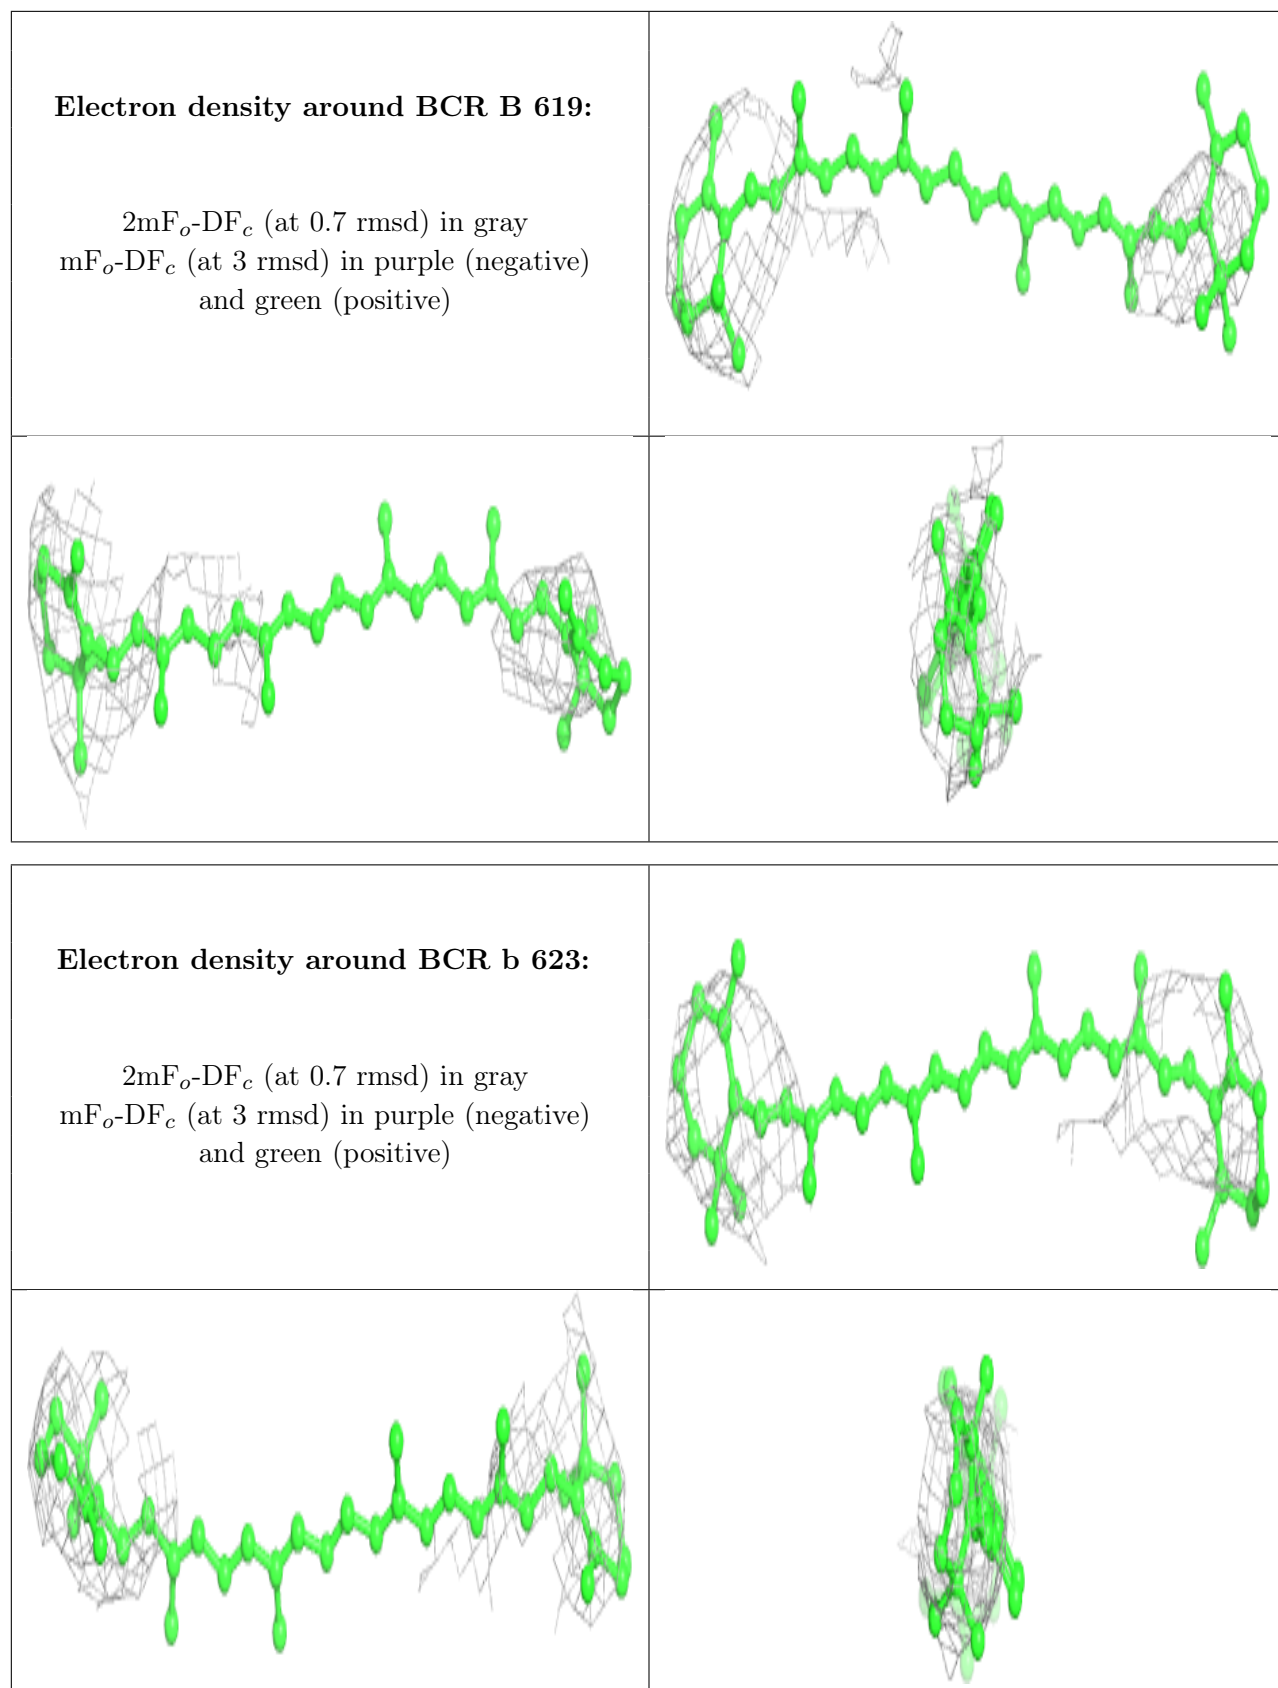 Electron density around BCR B 619:
2mFo-DFc (at 0.7 rmsd) in gray
mFo-DFc (at 3 rmsd) in purple (negative)
and green (positive)
Electron density around BCR b 623:
2mFo-DFc (at 0.7 rmsd) in gray
mFo-DFc (at 3 rmsd) in purple (negative)
and green (positive)